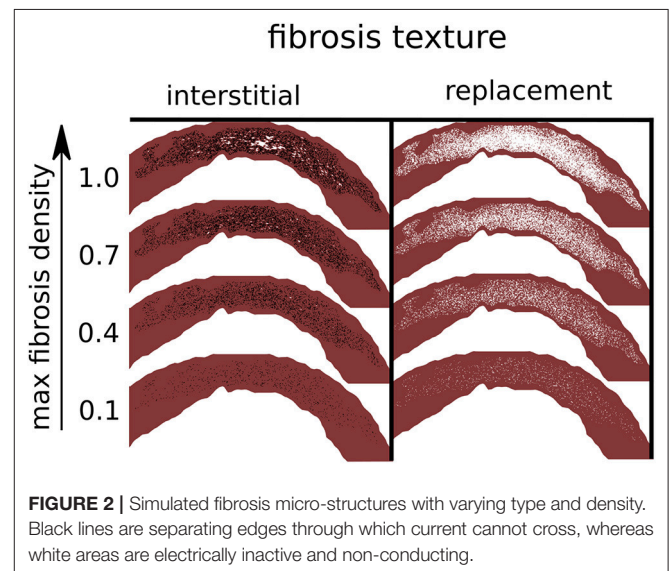 fibrosis texture
interstitial
replacement
max fibrosis density
1.0
0.7
0.4
0.1
FIGURE 2 | Simulated fibrosis micro-structures with varying type and density.
Black lines are separating edges through which current cannot cross, whereas
white areas are electrically inactive and non-conducting.